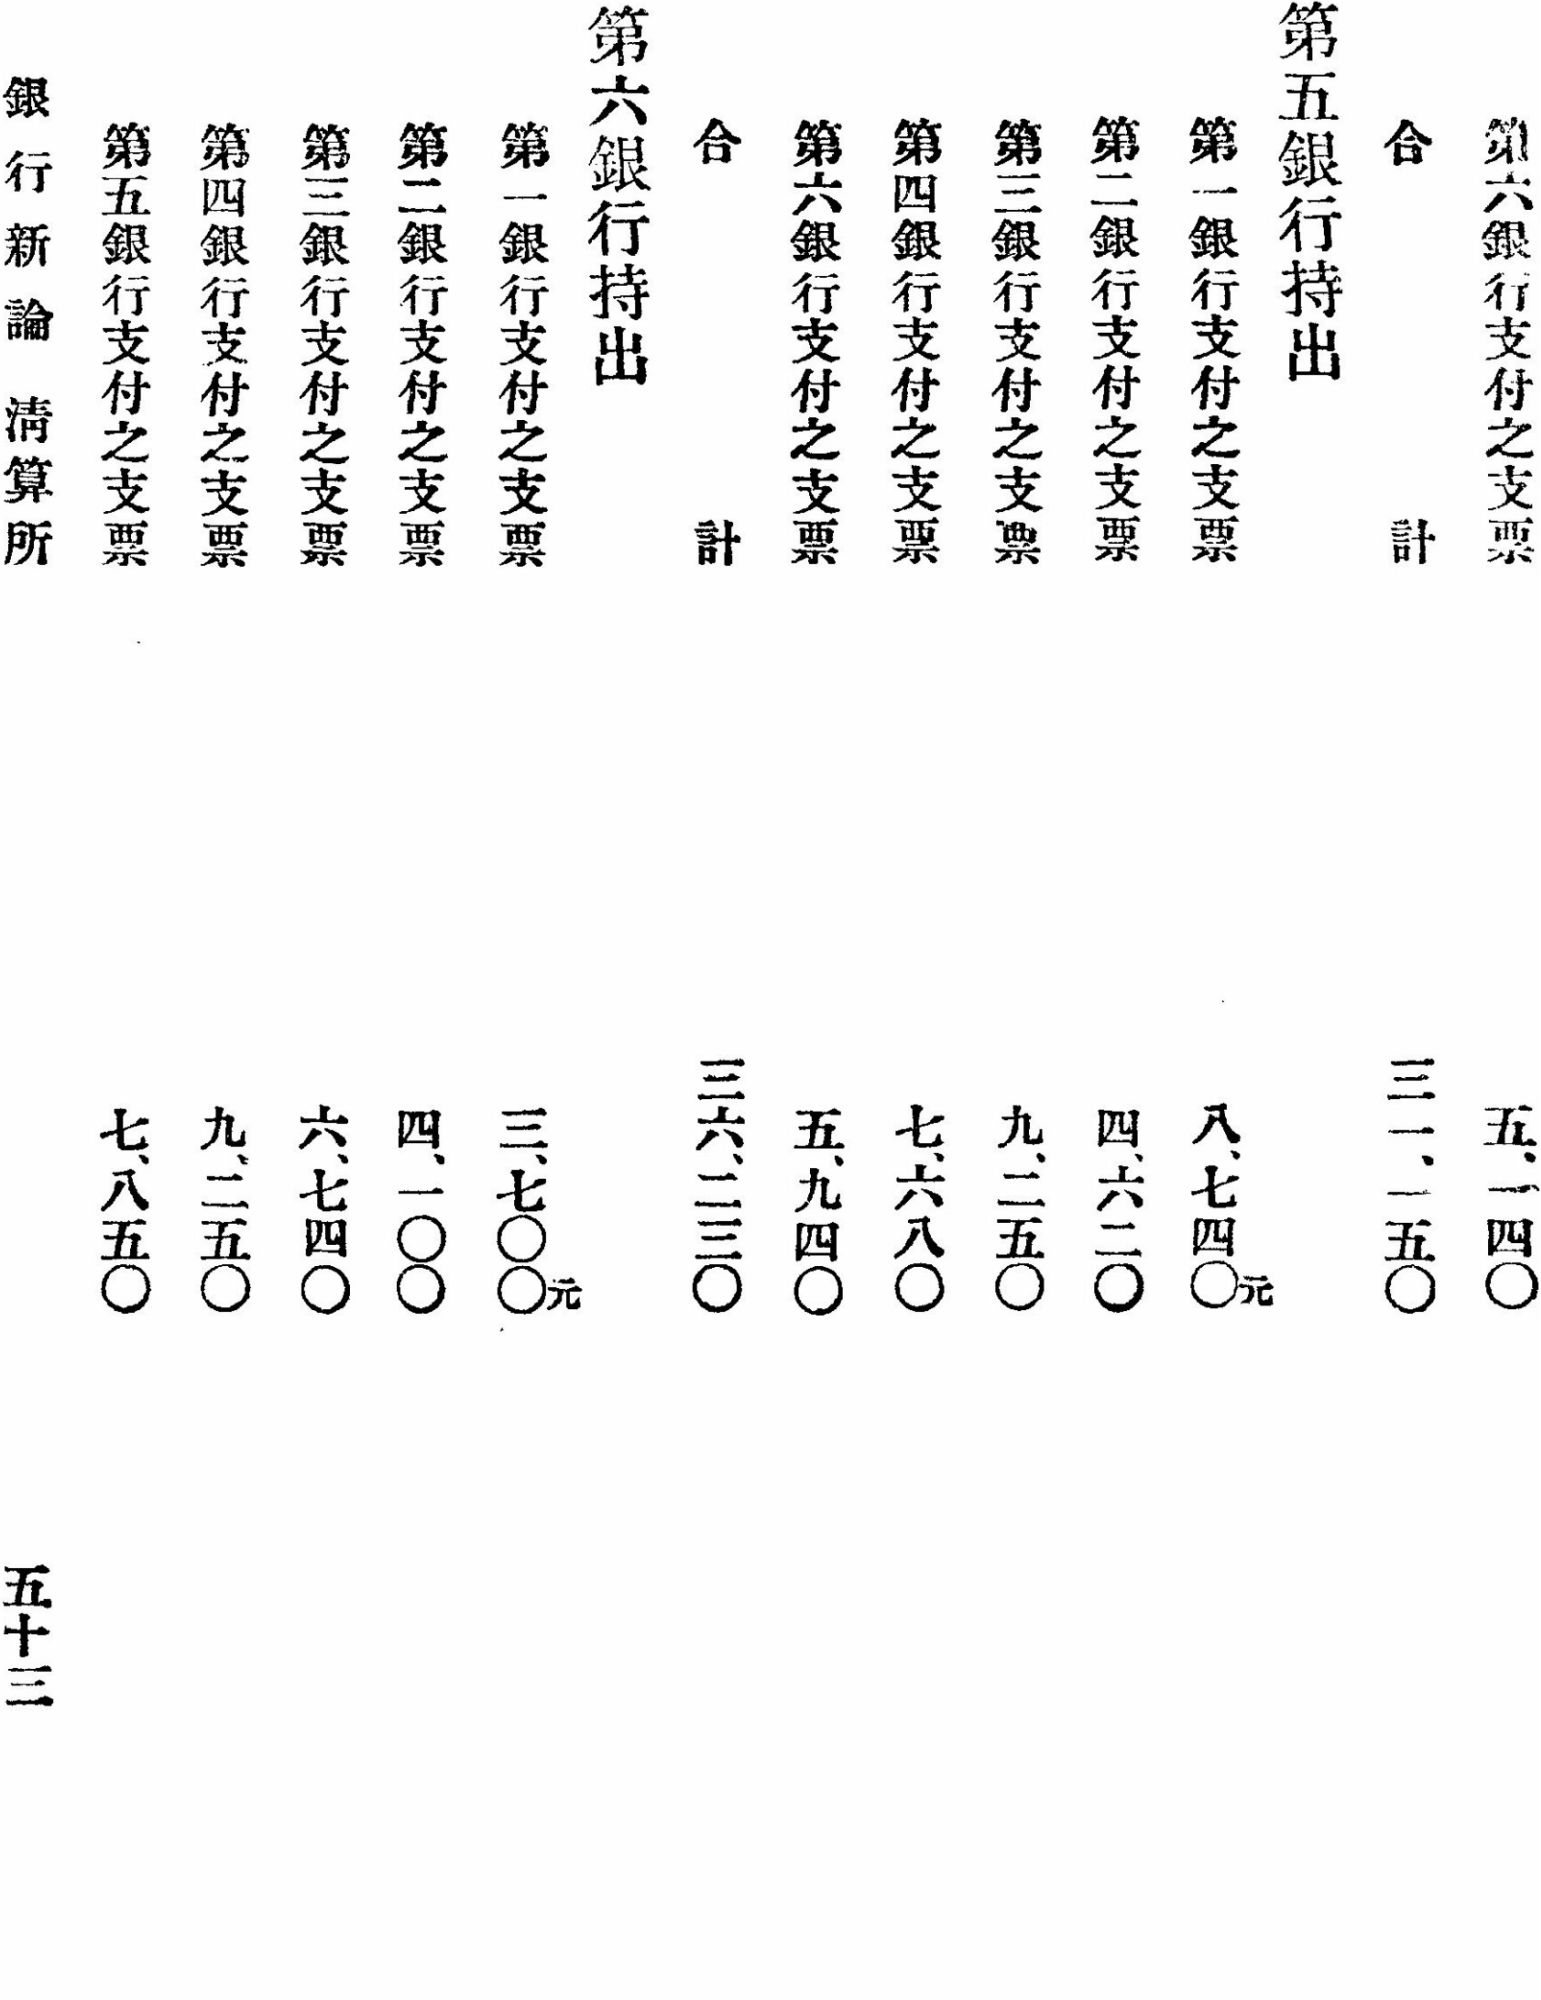 第六銀行支付之支票 五、一四〇
合計 三一、一五〇
第五銀行持出
第一銀行支付之支票 八、七四〇元
第二銀行支付之支票 四、六二〇
第三銀行支付之支票 九、二五〇
第四銀行支付之支票 七、六八〇
第六銀行支付之支票 五、九四〇
合計 三六、二三〇
第六銀行持出
第一銀行支付之支票 三、七〇〇元
第二銀行支付之支票 四、一〇〇
第三銀行支付之支票 六、七四〇
第四銀行支付之支票 九、二五〇
第五銀行支付之支票 七、八五〇
銀行新論 清算所 五十三